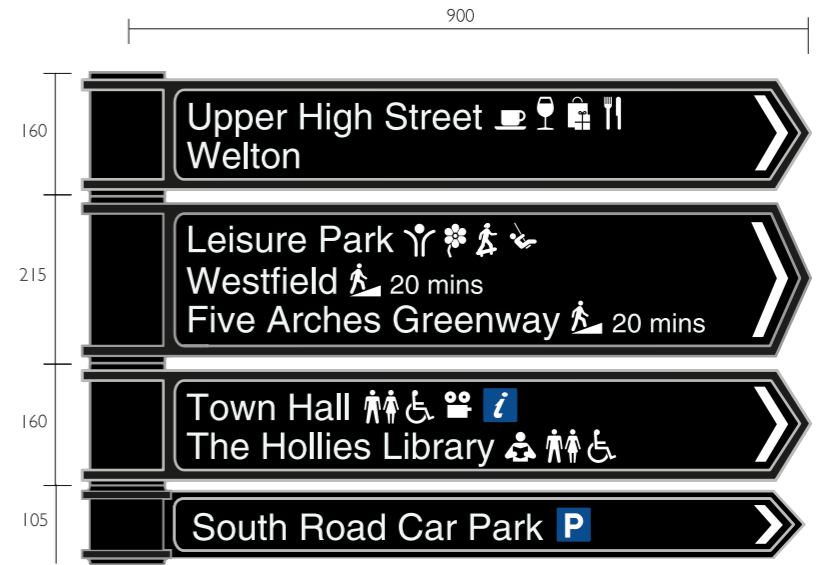 900
160
Upper High Street
Welton
215
Leisure Park
Westfield 20 mins
Five Arches Greenway 20 mins
160
Town Hall i
The Hollies Library
105
South Road Car Park P